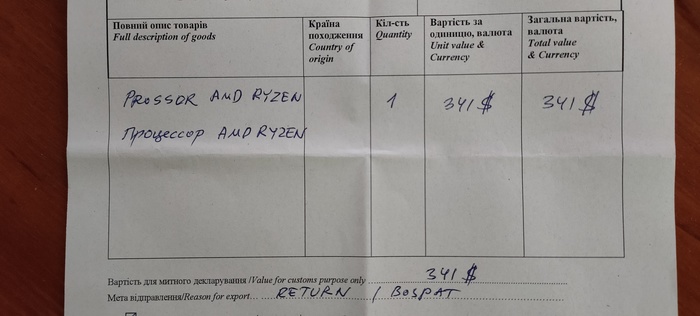 Повний опис товарів
Full description of goods
Країна
походження
Country of
origin
Кіл-сть
Quantity
Вартість за
одиницю, валюта
Unit value &
Currency
Загальна вартість,
валюта
Total value
& Currency
PROSSOR AMD RYZEN
1
341 $
341 $
Процессор AMD RYZEN
Вартість для митного декларування /Value for customs purpose only 341 $
Мета відправлення/Reason for export RETURN / ВОЗРАТ